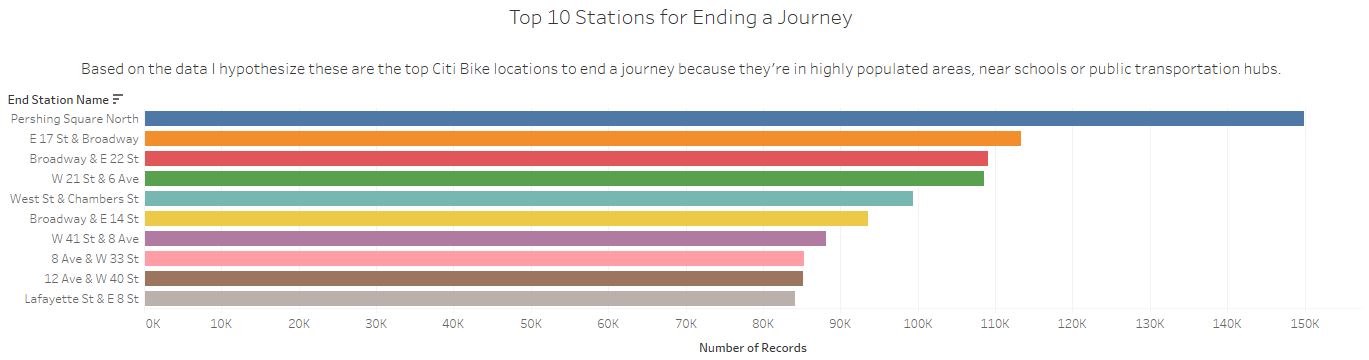 Top 10 Stations for Ending a Journey
Based on the data I hypothesize these are the top Citi Bike locations to end a journey because they're in highly populated areas, near schools or public transportation hubs.
End Station Name
Pershing Square North
E 17 St & Broadway
Broadway & E 22 St
W 21 St & 6 Ave
West St & Chambers St
Broadway & E 14 St
W 41 St & 8 Ave
8 Ave & W 33 St
12 Ave & W 40 St
Lafayette St & E 8 St
0K 10K 20K 30K 40K 50K 60K 70K 80K 90K 100K 110K 120K 130K 140K 150K
Number of Records